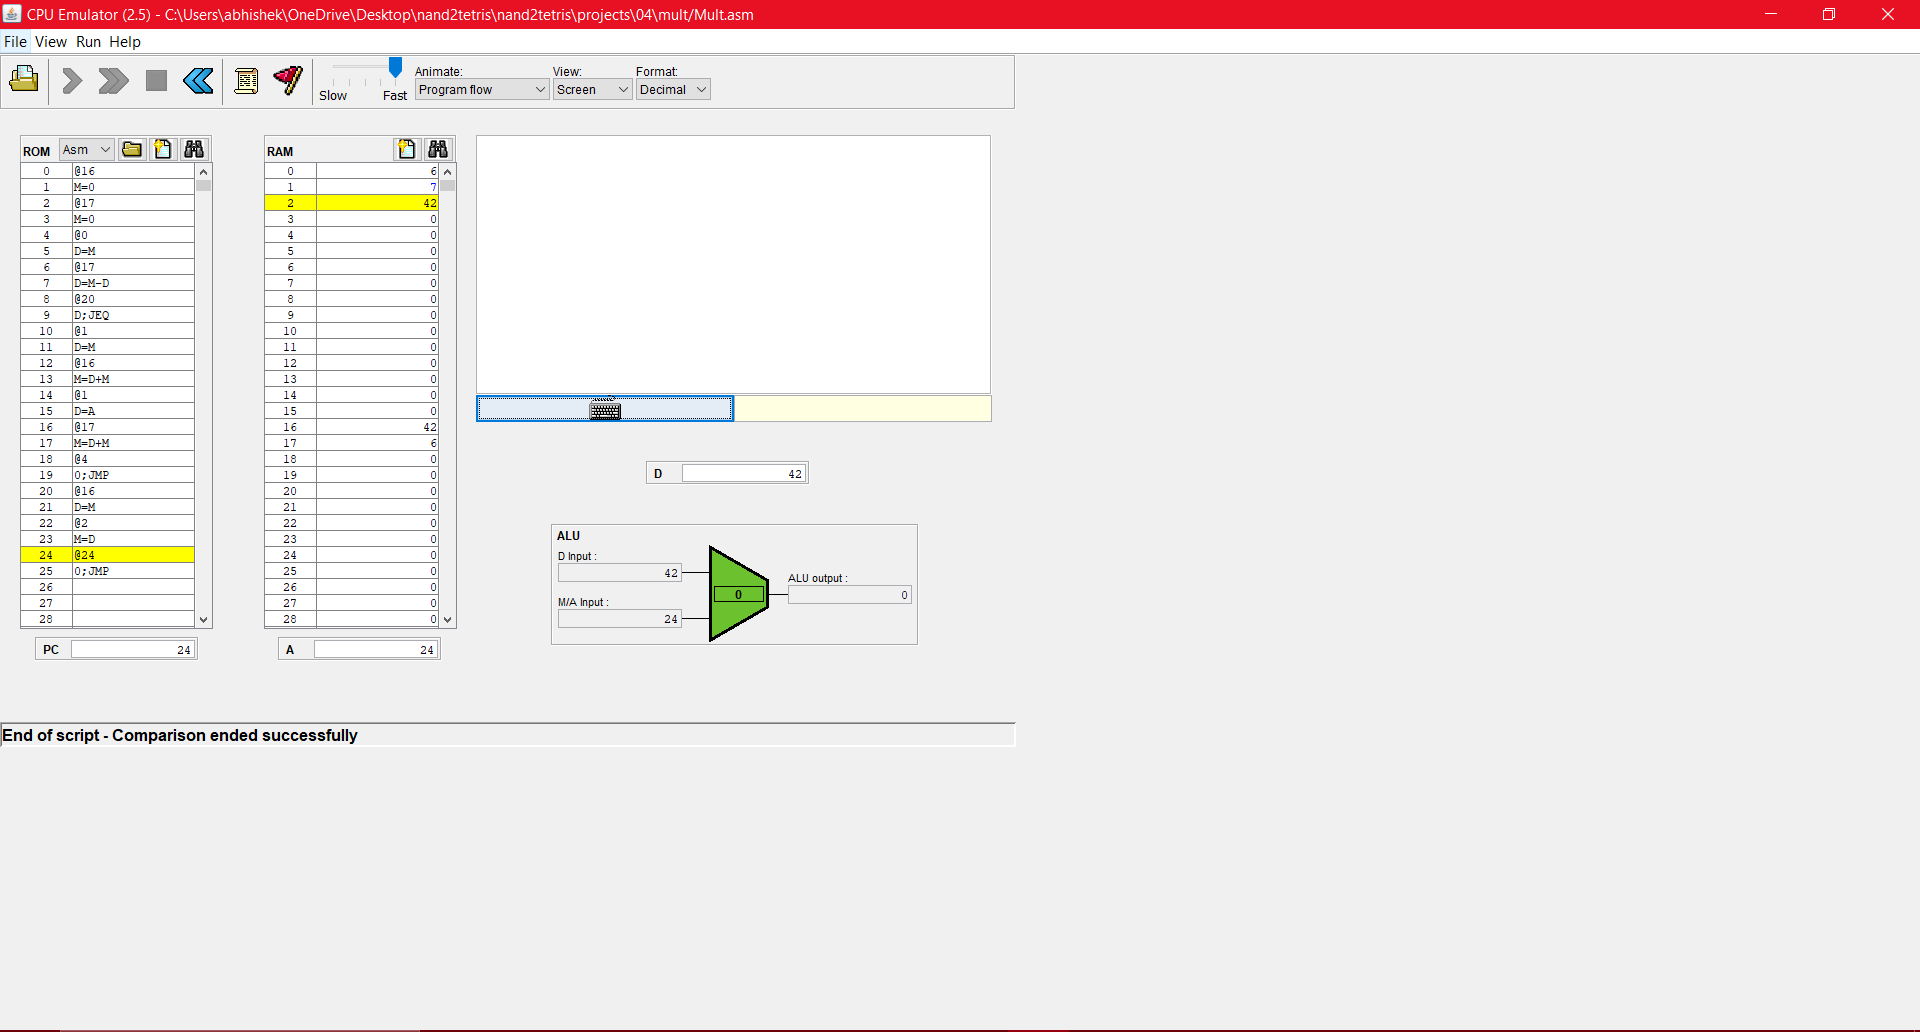 CPU Emulator (2.5) - C:\Users\abhishek\OneDrive\Desktop\nand2tetris\nand2tetris\projects\04\mult/Mult.asm
File View Run Help
Slow Fast
Animate:
Program flow
View:
Screen
Format:
Decimal
ROM Asm
0 @16
1 M=0
2 @17
3 M=0
4 @0
5 D=M
6 @17
7 D=M-D
8 @20
9 D;JEQ
10 @1
11 D=M
12 @16
13 M=D+M
14 @1
15 D=A
16 @17
17 M=D+M
18 @4
19 0;JMP
20 @16
21 D=M
22 @2
23 M=D
24 @24
25 0;JMP
26
27
28
PC 24
RAM
0 6
1 7
2 42
3 0
4 0
5 0
6 0
7 0
8 0
9 0
10 0
11 0
12 0
13 0
14 0
15 0
16 42
17 6
18 0
19 0
20 0
21 0
22 0
23 0
24 0
25 0
26 0
27 0
28 0
A 24
D 42
ALU
D Input :
42
M/A Input :
24
0
ALU output :
0
End of script - Comparison ended successfully